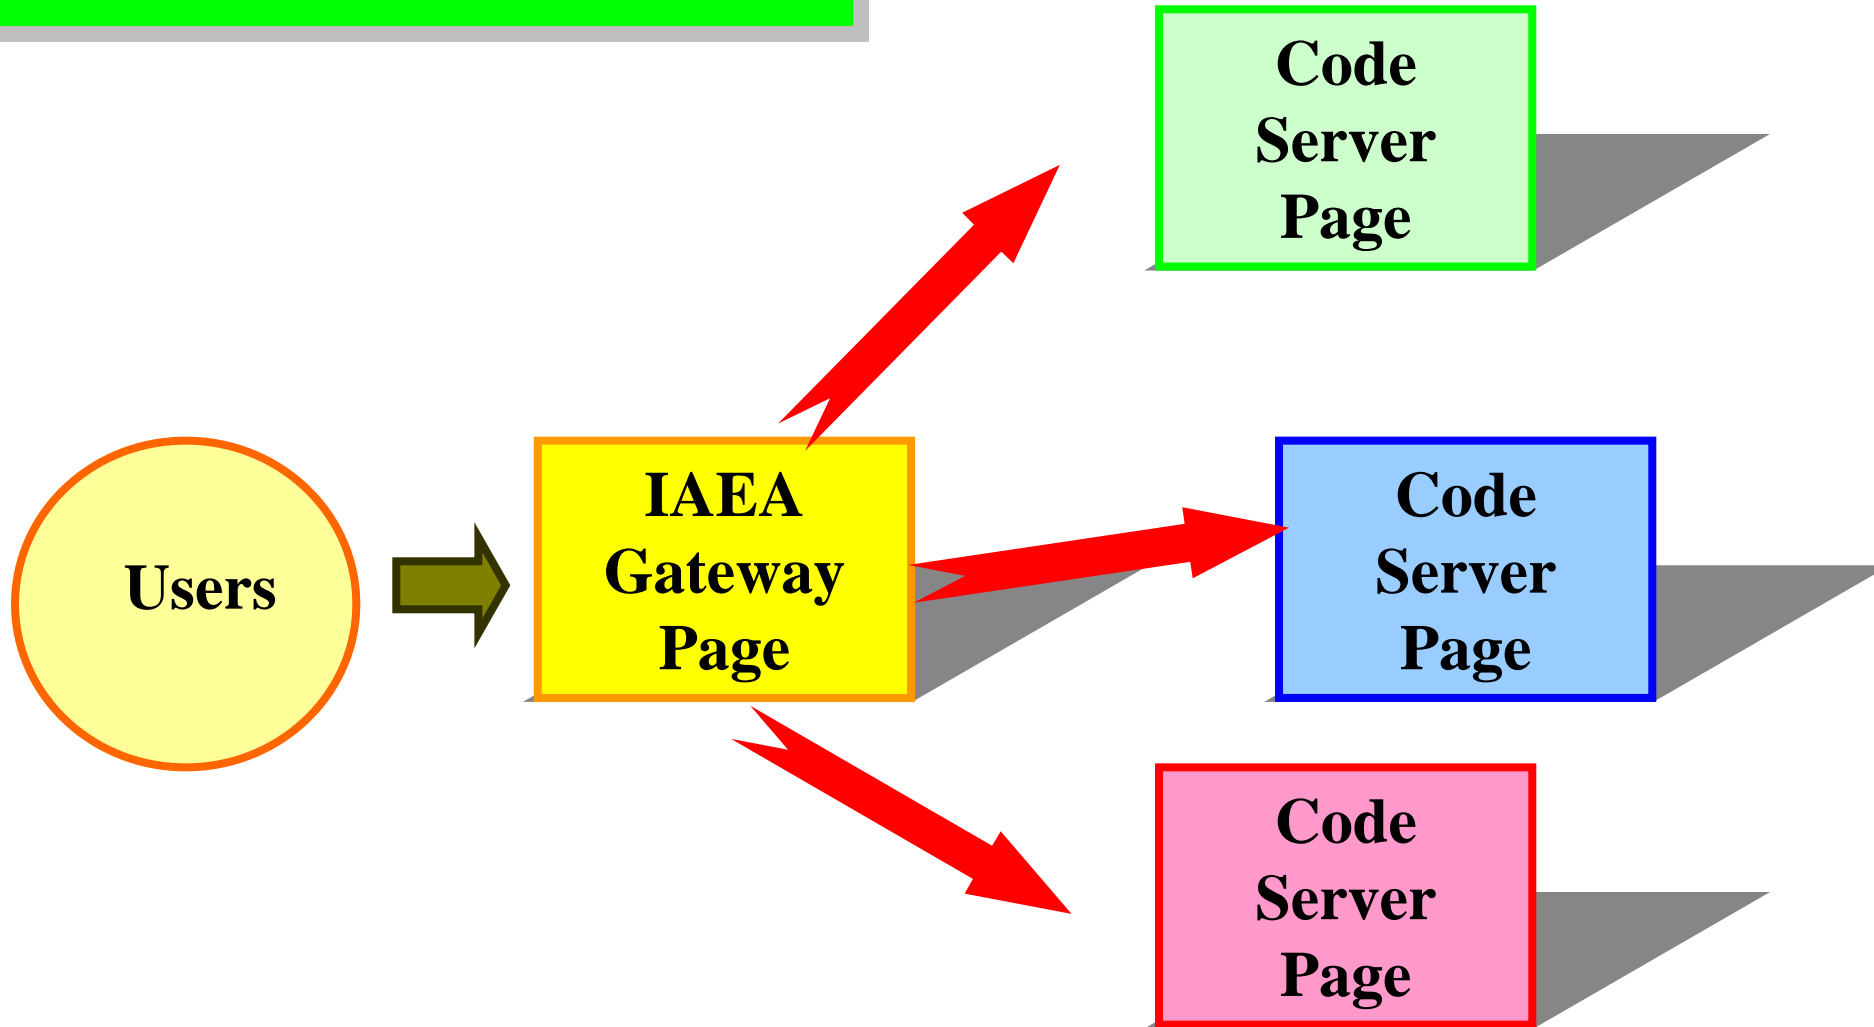 Code
Server
Page
Users
IAEA
Gateway
Page
Code
Server
Page
Code
Server
Page